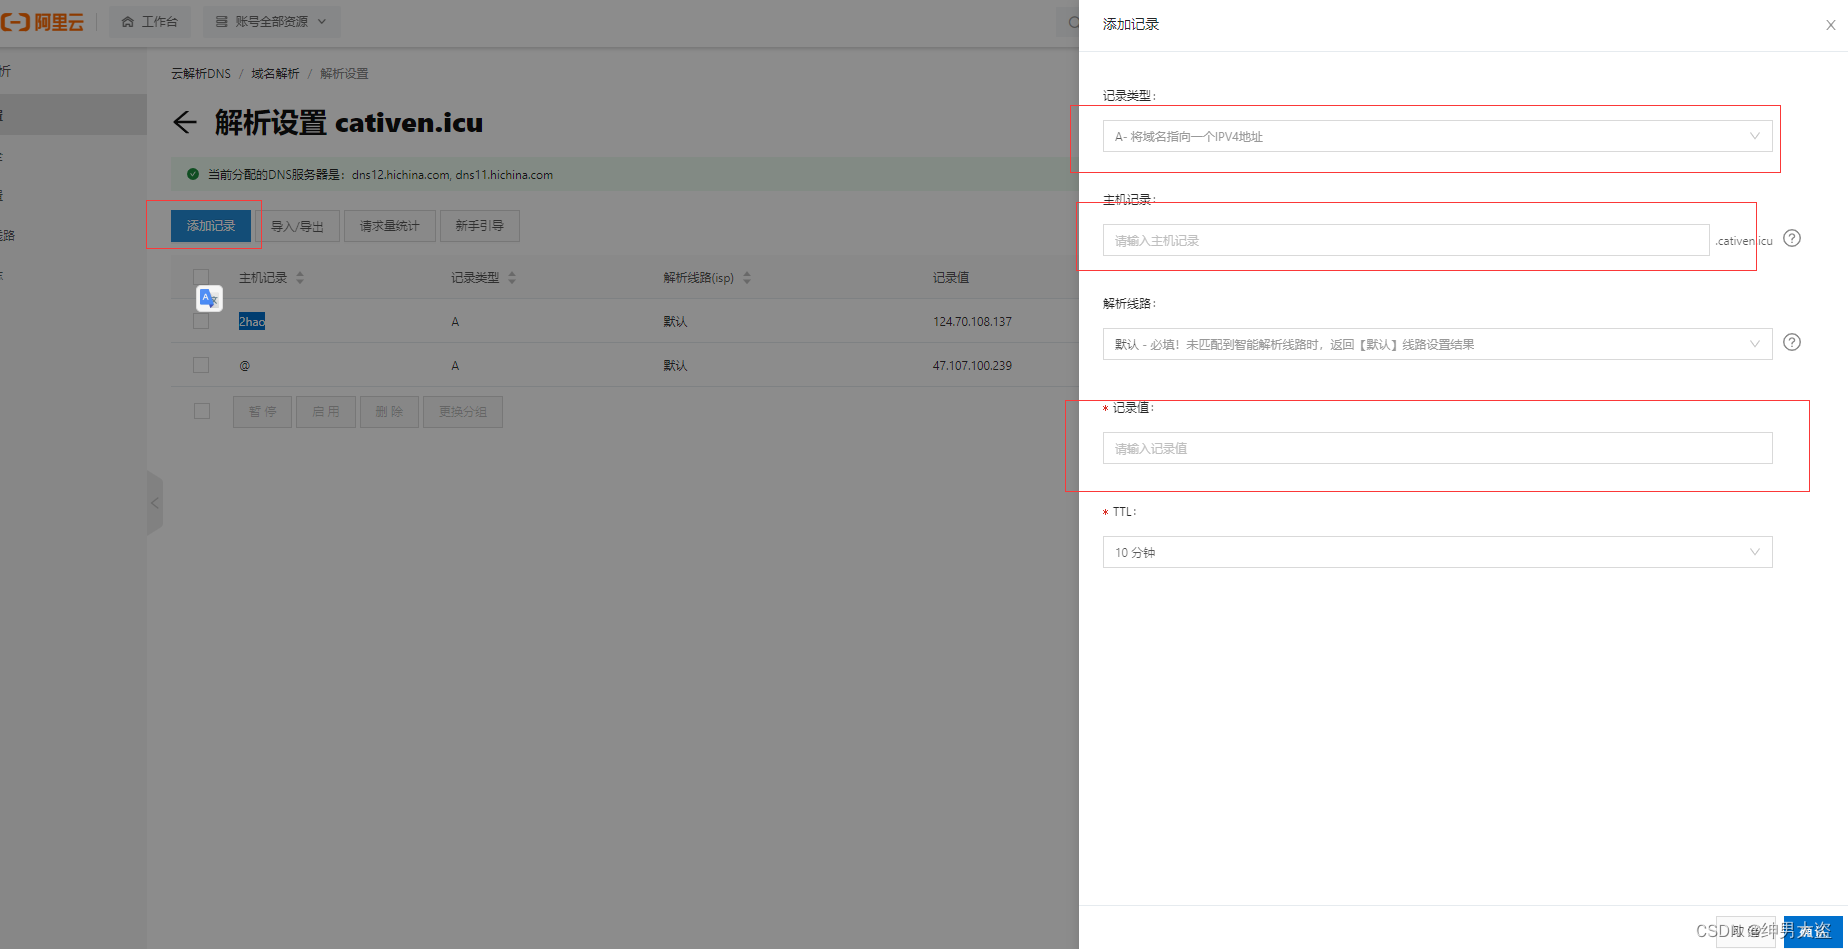 阿里云
工作台
账号全部资源
析
云解析DNS / 域名解析 / 解析设置
解析设置 cativen.icu
当前分配的DNS服务器是：dns12.hichina.com, dns11.hichina.com
添加记录
导入/导出
请求量统计
新手引导
主机记录
记录类型
解析线路(isp)
记录值
2hao
A
默认
124.70.108.137
@
A
默认
47.107.100.239
暂 停
启 用
删 除
更换分组
添加记录
记录类型：
A- 将域名指向一个IPV4地址
主机记录：
请输入主机记录
.cativen.icu
解析线路：
默认 - 必填！未匹配到智能解析线路时，返回【默认】线路设置结果
* 记录值：
请输入记录值
* TTL：
10 分钟